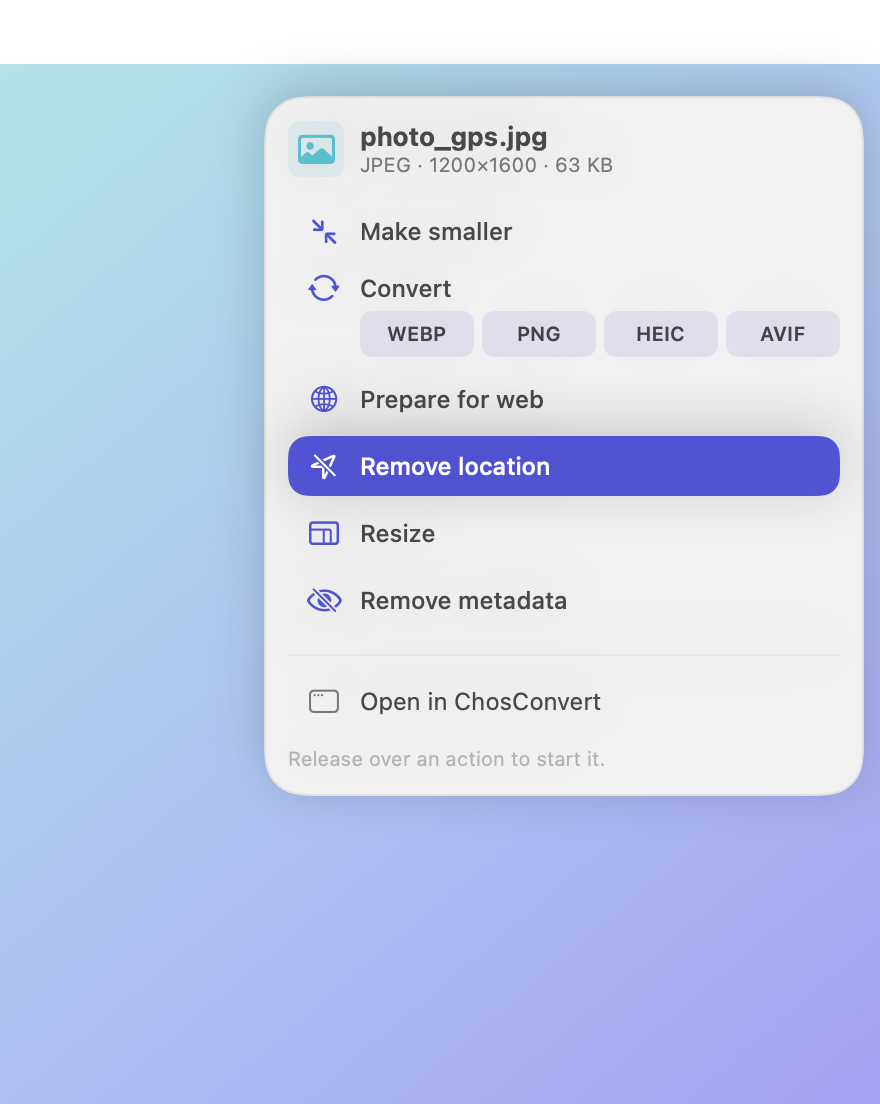 photo_gps.jpg
JPEG · 1200×1600 · 63 KB
Make smaller
Convert
WEBP PNG HEIC AVIF
Prepare for web
Remove location
Resize
Remove metadata
Open in ChosConvert
Release over an action to start it.